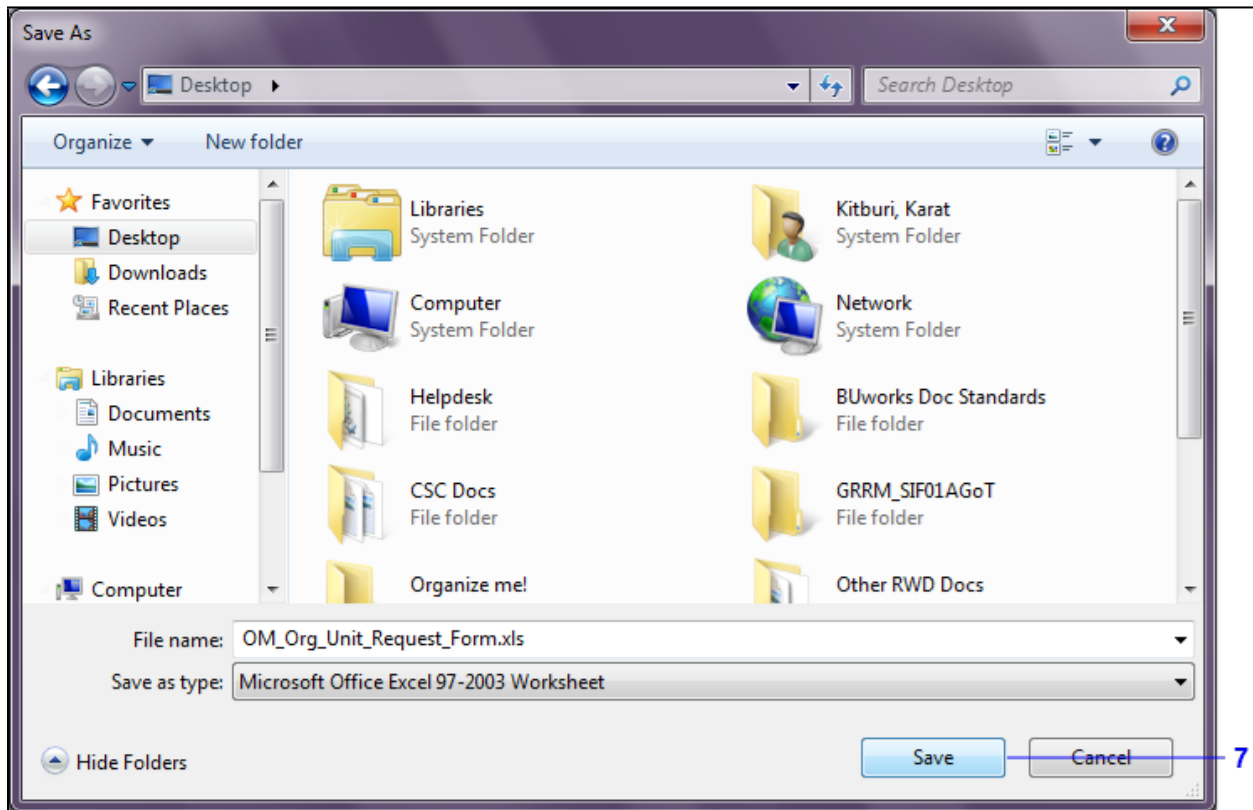 Save As
Desktop
Search Desktop
Organize
New folder
Favorites
Desktop
Downloads
Recent Places
Libraries
Documents
Music
Pictures
Videos
Computer
Libraries
System Folder
Kitburi, Karat
System Folder
Computer
System Folder
Network
System Folder
Helpdesk
File folder
BUworks Doc Standards
File folder
CSC Docs
File folder
GRRM_SIF01AGoT
File folder
Organize me!
Other RWD Docs
File name: OM_Org_Unit_Request_Form.xls
Save as type: Microsoft Office Excel 97-2003 Worksheet
Hide Folders
Save
Cancel
7